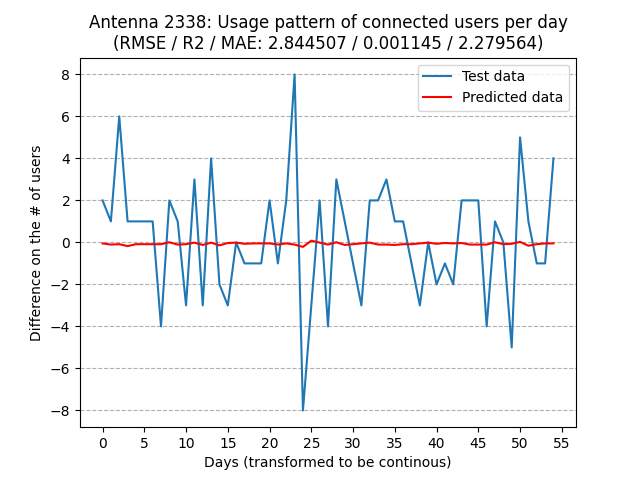 Antenna 2338: Usage pattern of connected users per day
(RMSE / R2 / MAE: 2.844507 / 0.001145 / 2.279564)
Test data
Predicted data
Difference on the # of users
8
6
4
2
0
−2
−4
−6
−8
0 5 10 15 20 25 30 35 40 45 50 55
Days (transformed to be continous)